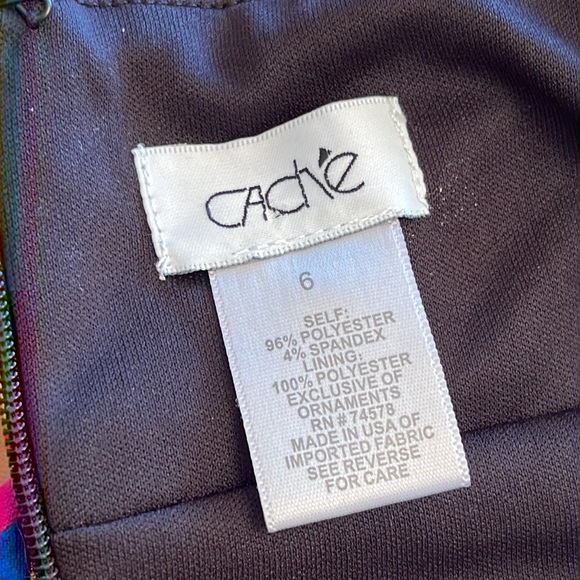 CACHÉ
6
SELF:
96% POLYESTER
4% SPANDEX
LINING:
100% POLYESTER
EXCLUSIVE OF
ORNAMENTS
RN # 74578
MADE IN USA OF
IMPORTED FABRIC
SEE REVERSE
FOR CARE